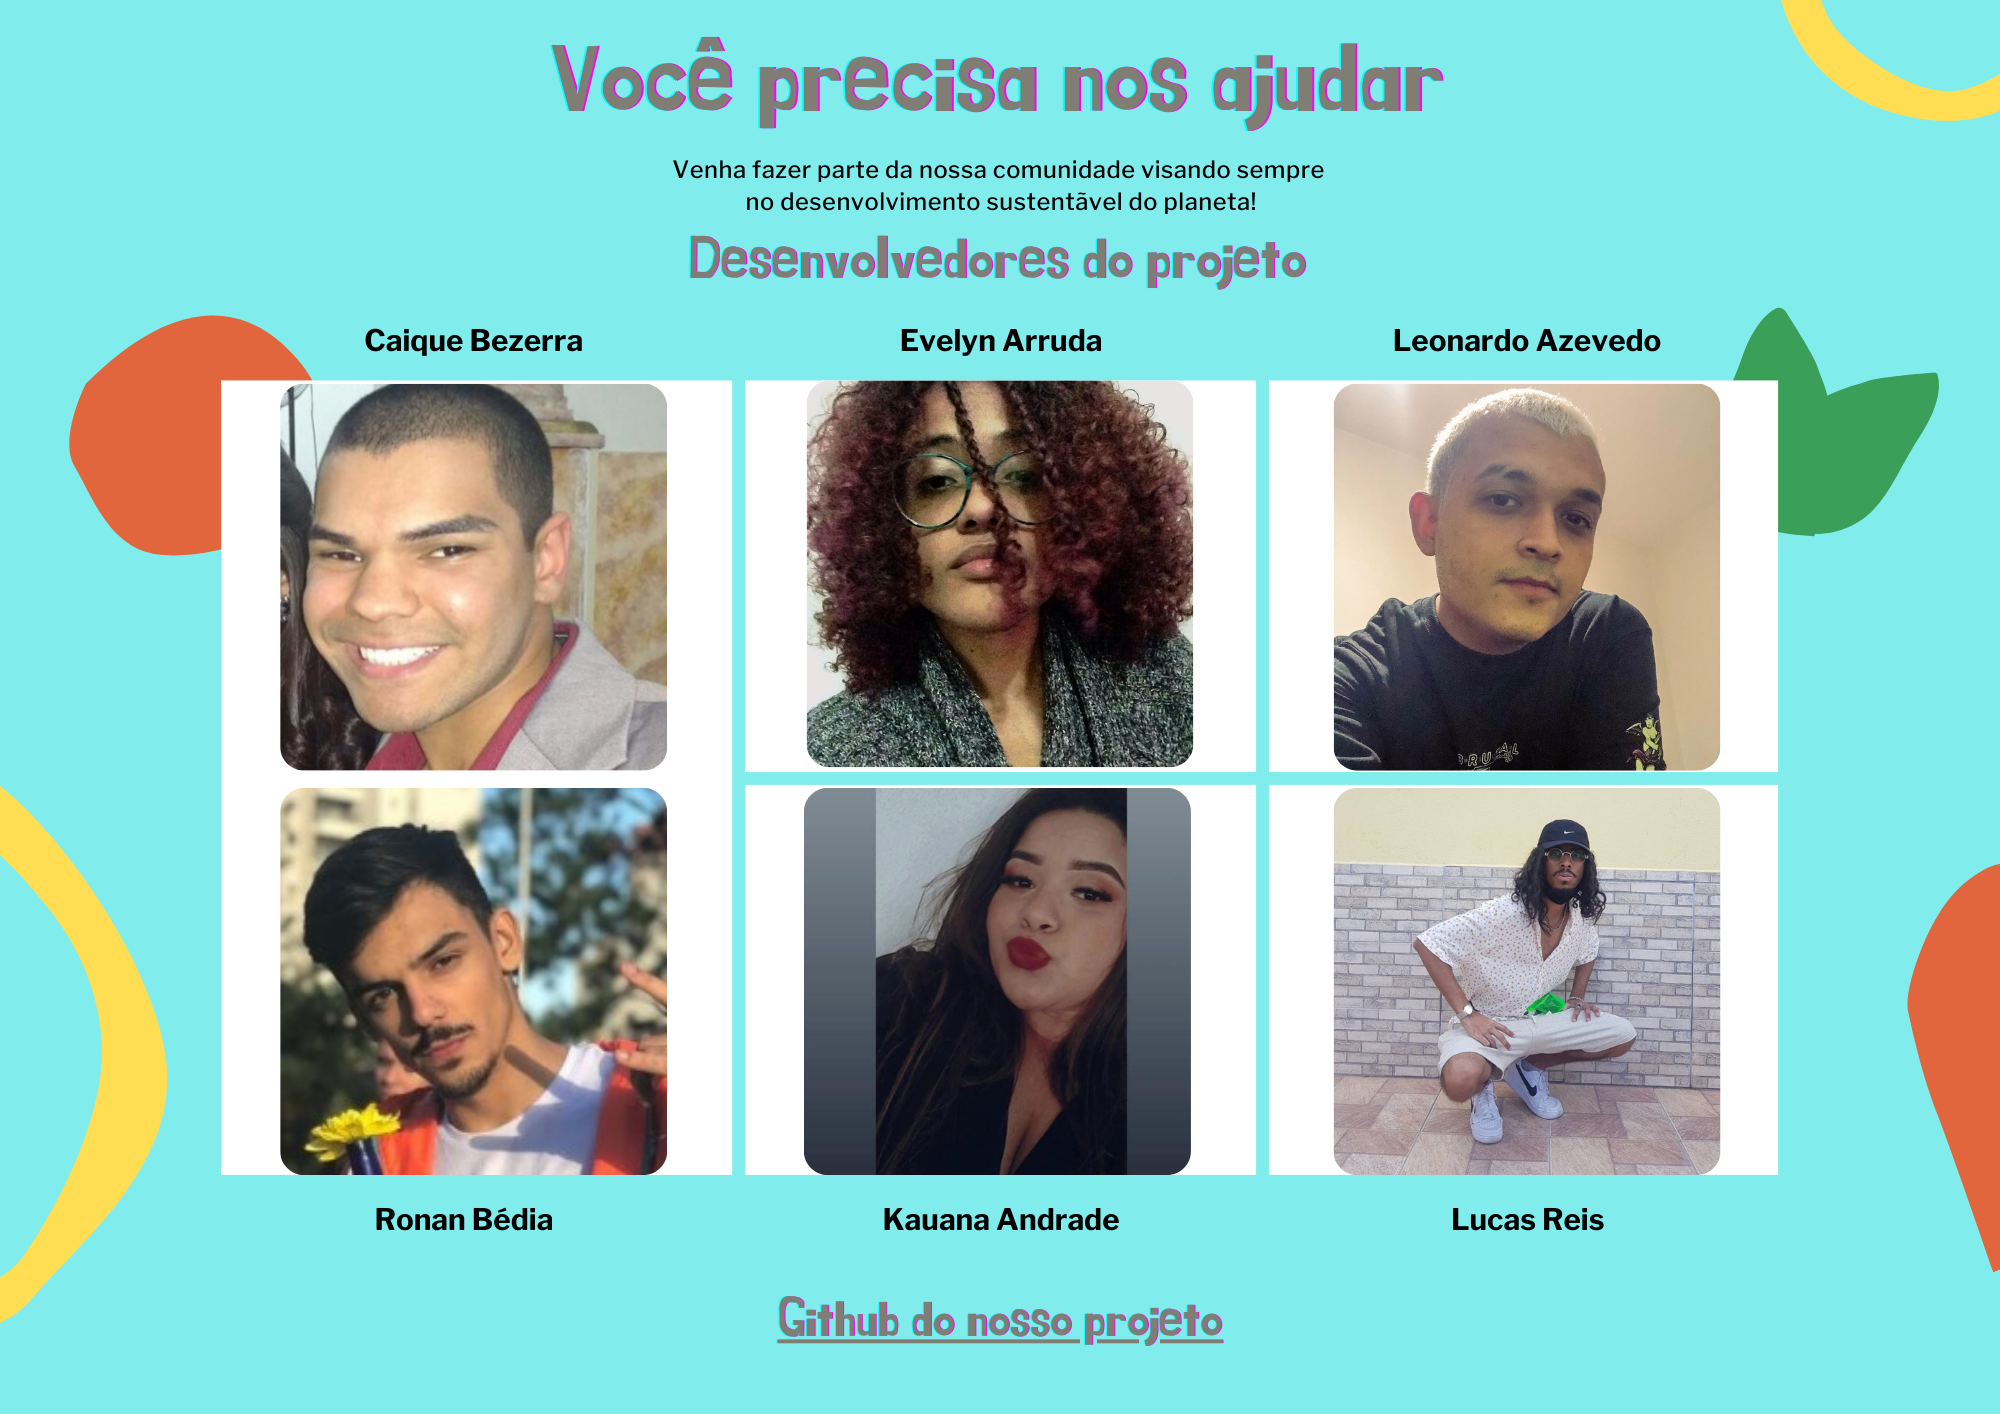 Você precisa nos ajudar
Venha fazer parte da nossa comunidade visando sempre
no desenvolvimento sustentãvel do planeta!
Desenvolvedores do projeto
Caique Bezerra
Evelyn Arruda
Leonardo Azevedo
Ronan Bédia
Kauana Andrade
Lucas Reis
Github do nosso projeto